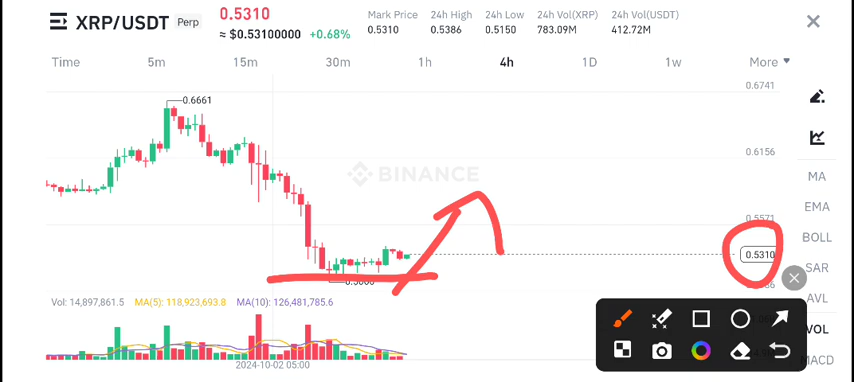 XRP/USDT Perp
0.5310
≈ $0.53100000 +0.68%
Mark Price
0.5310
24h High
0.5386
24h Low
0.5150
24h Vol(XRP)
783.09M
24h Vol(USDT)
412.72M
Time 5m 15m 30m 1h 4h 1D 1w More
0.6741
0.6661
0.6156
BINANCE
0.5571
0.5310
MA
EMA
BOLL
SAR
AVL
VOL
MACD
Vol: 14,897,861.5 MA(5): 118,923,693.8 MA(10): 126,481,785.6
2024-10-02 05:00